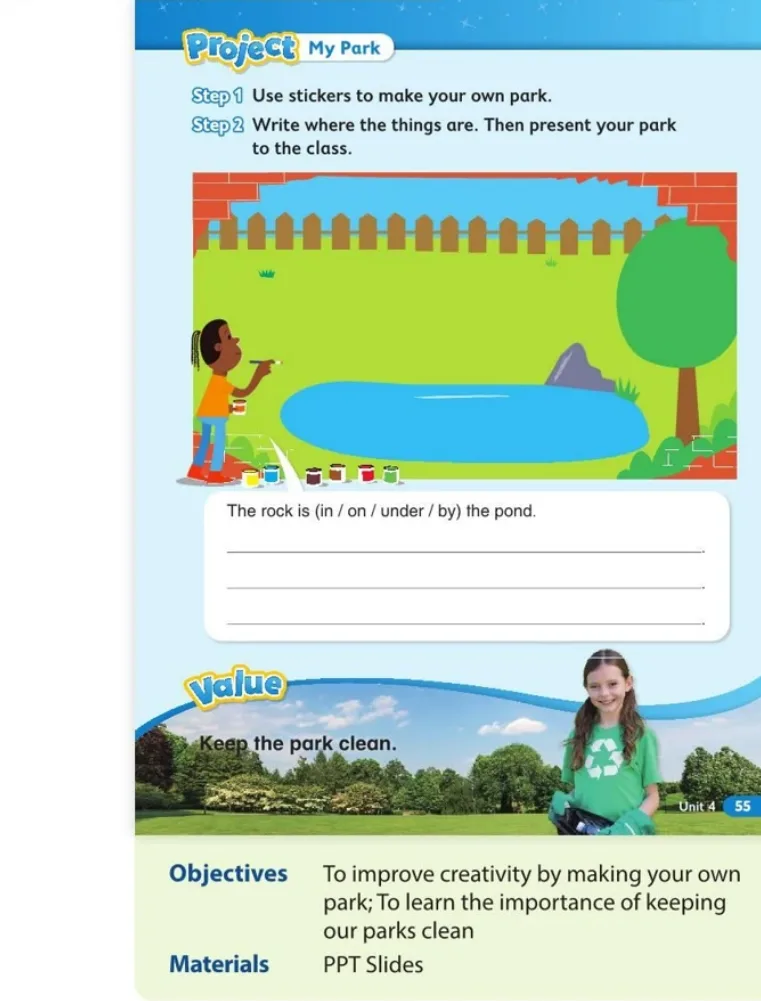 Project My Park
Step 1 Use stickers to make your own park.
Step 2 Write where the things are. Then present your park
to the class.
The rock is (in / on / under / by) the pond.
Value
Keep the park clean.
Unit 4 55
Objectives To improve creativity by making your own
park; To learn the importance of keeping
our parks clean
Materials PPT Slides